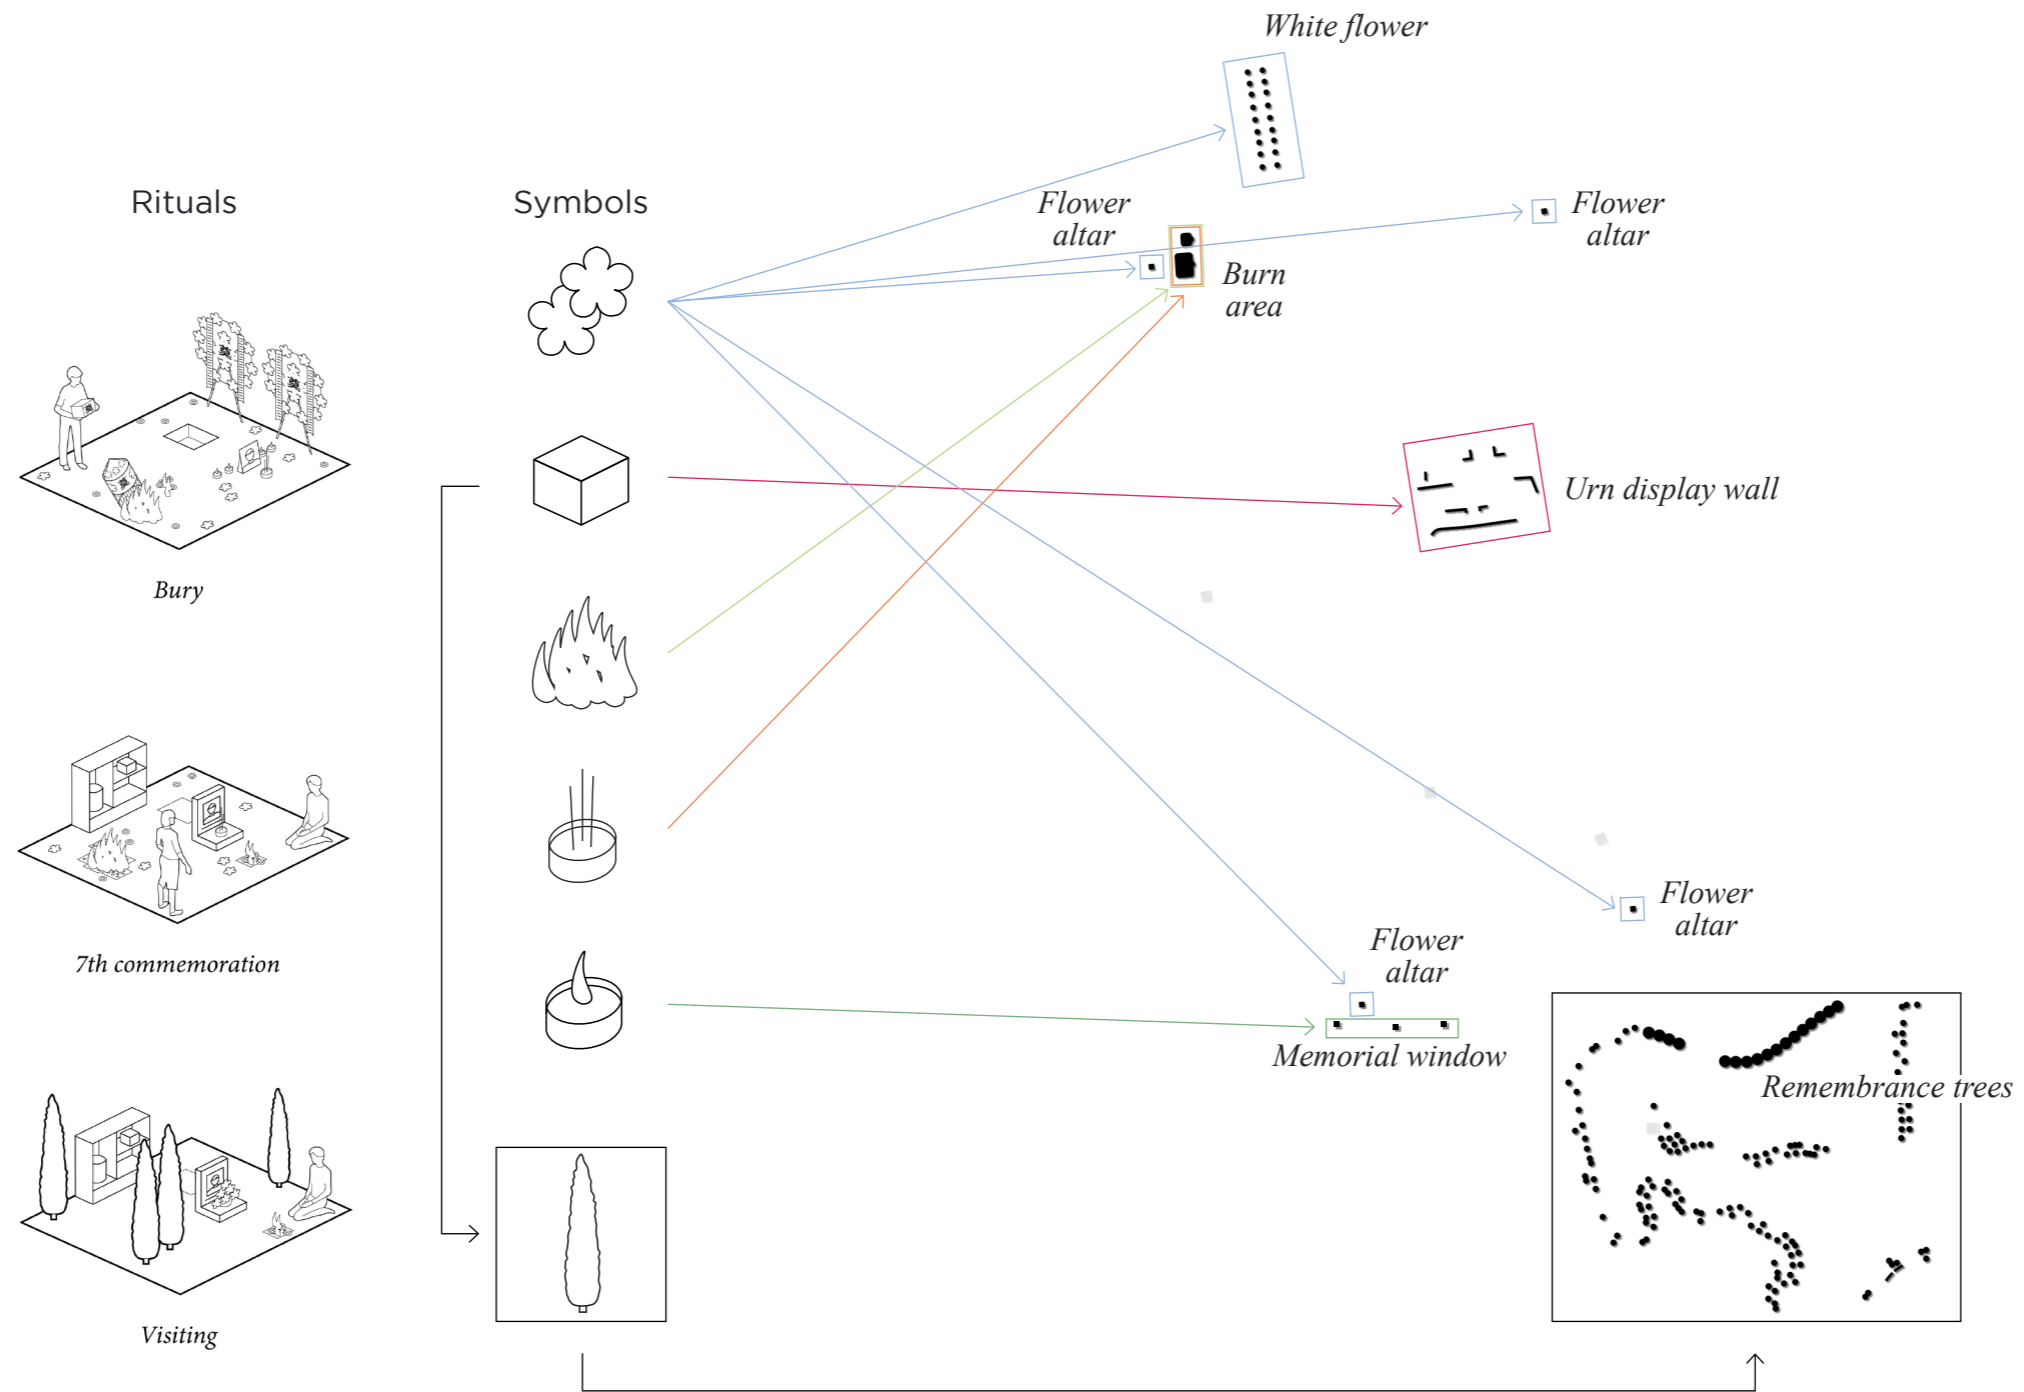 White flower
Rituals
Symbols
Flower
altar
Flower
altar
Burn
area
Urn display wall
Bury
Flower
altar
Flower
altar
7th commemoration
Memorial window
Remembrance trees
Visiting